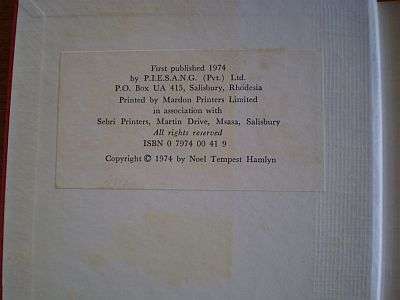 First published 1974
by P.I.E.S.A.N.G. (Pvt.) Ltd.
P.O. Box UA 415, Salisbury, Rhodesia
Printed by Mardon Printers Limited
in association with
Sebri Printers, Martin Drive, Msasa, Salisbury
All rights reserved
ISBN 0 7974 00 41 9
Copyright © 1974 by Noel Tempest Hamlyn